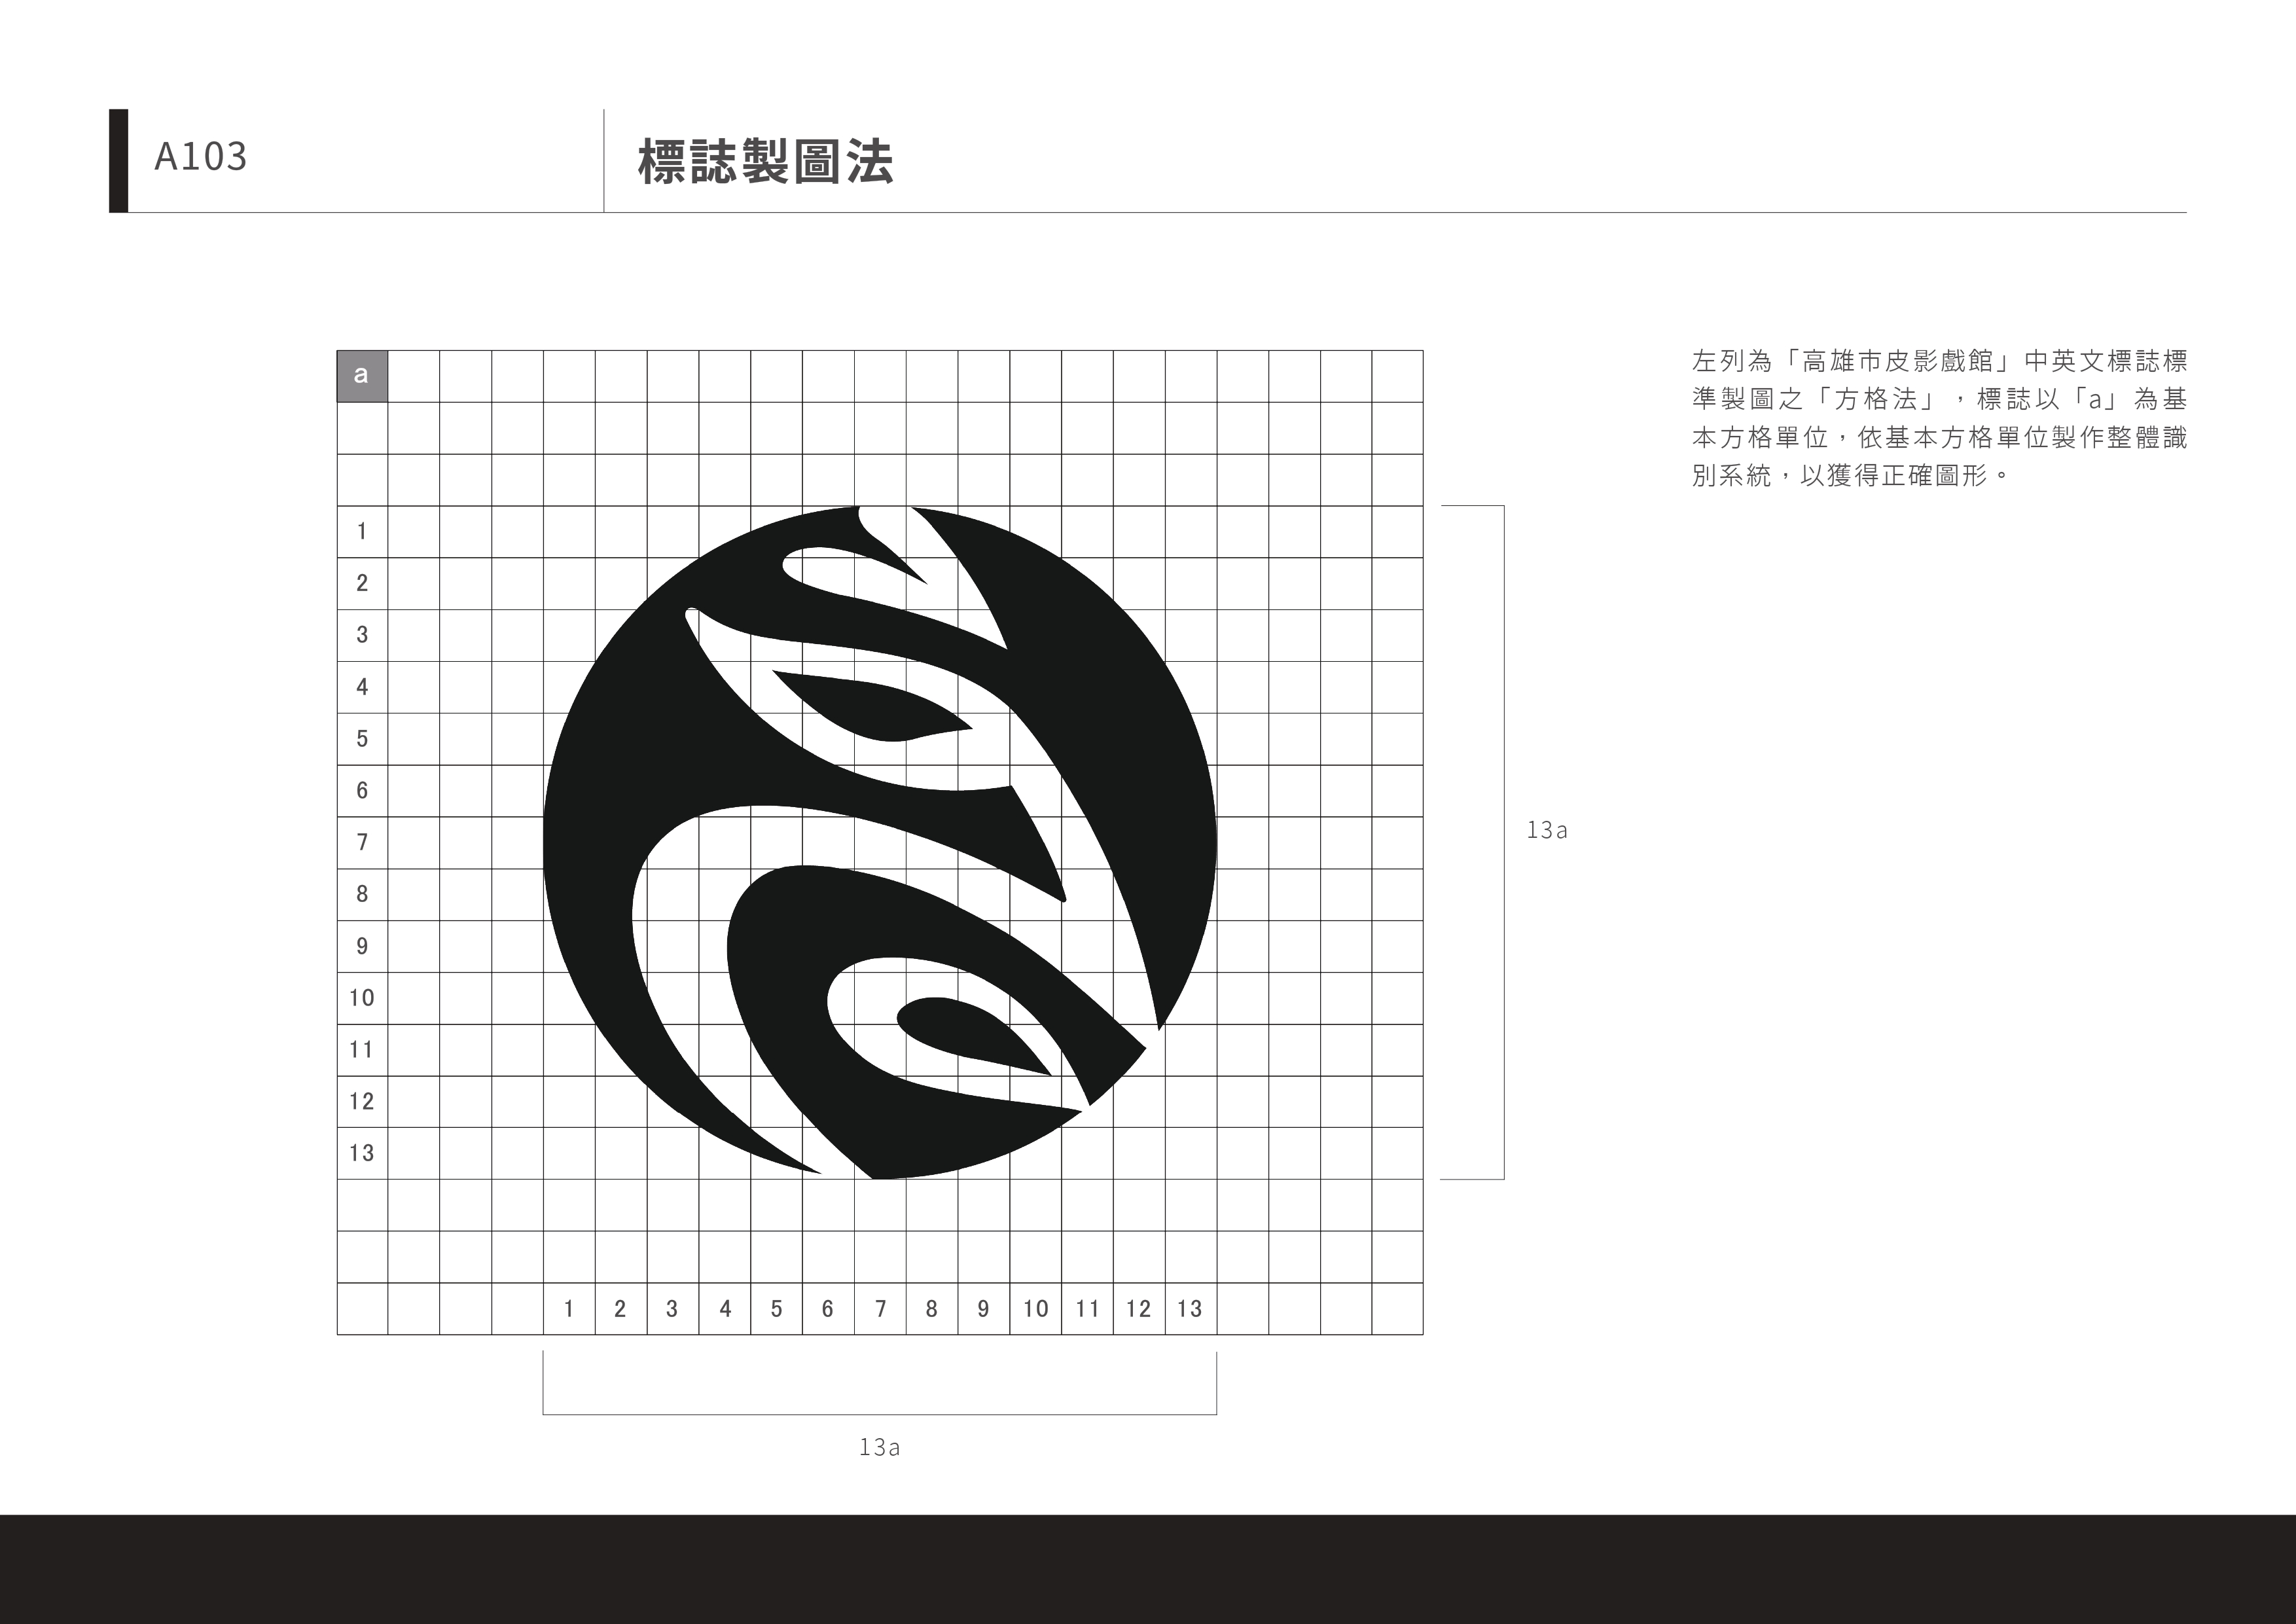 A103
標誌製圖法
左列為「高雄市皮影戲館」中英文標誌標
準製圖之「方格法」，標誌以「a」為基
本方格單位，依基本方格單位製作整體識
別系統，以獲得正確圖形。
a
1
2
3
4
5
6
7
8
9
10
11
12
13
13a
1 2 3 4 5 6 7 8 9 10 11 12 13
13a